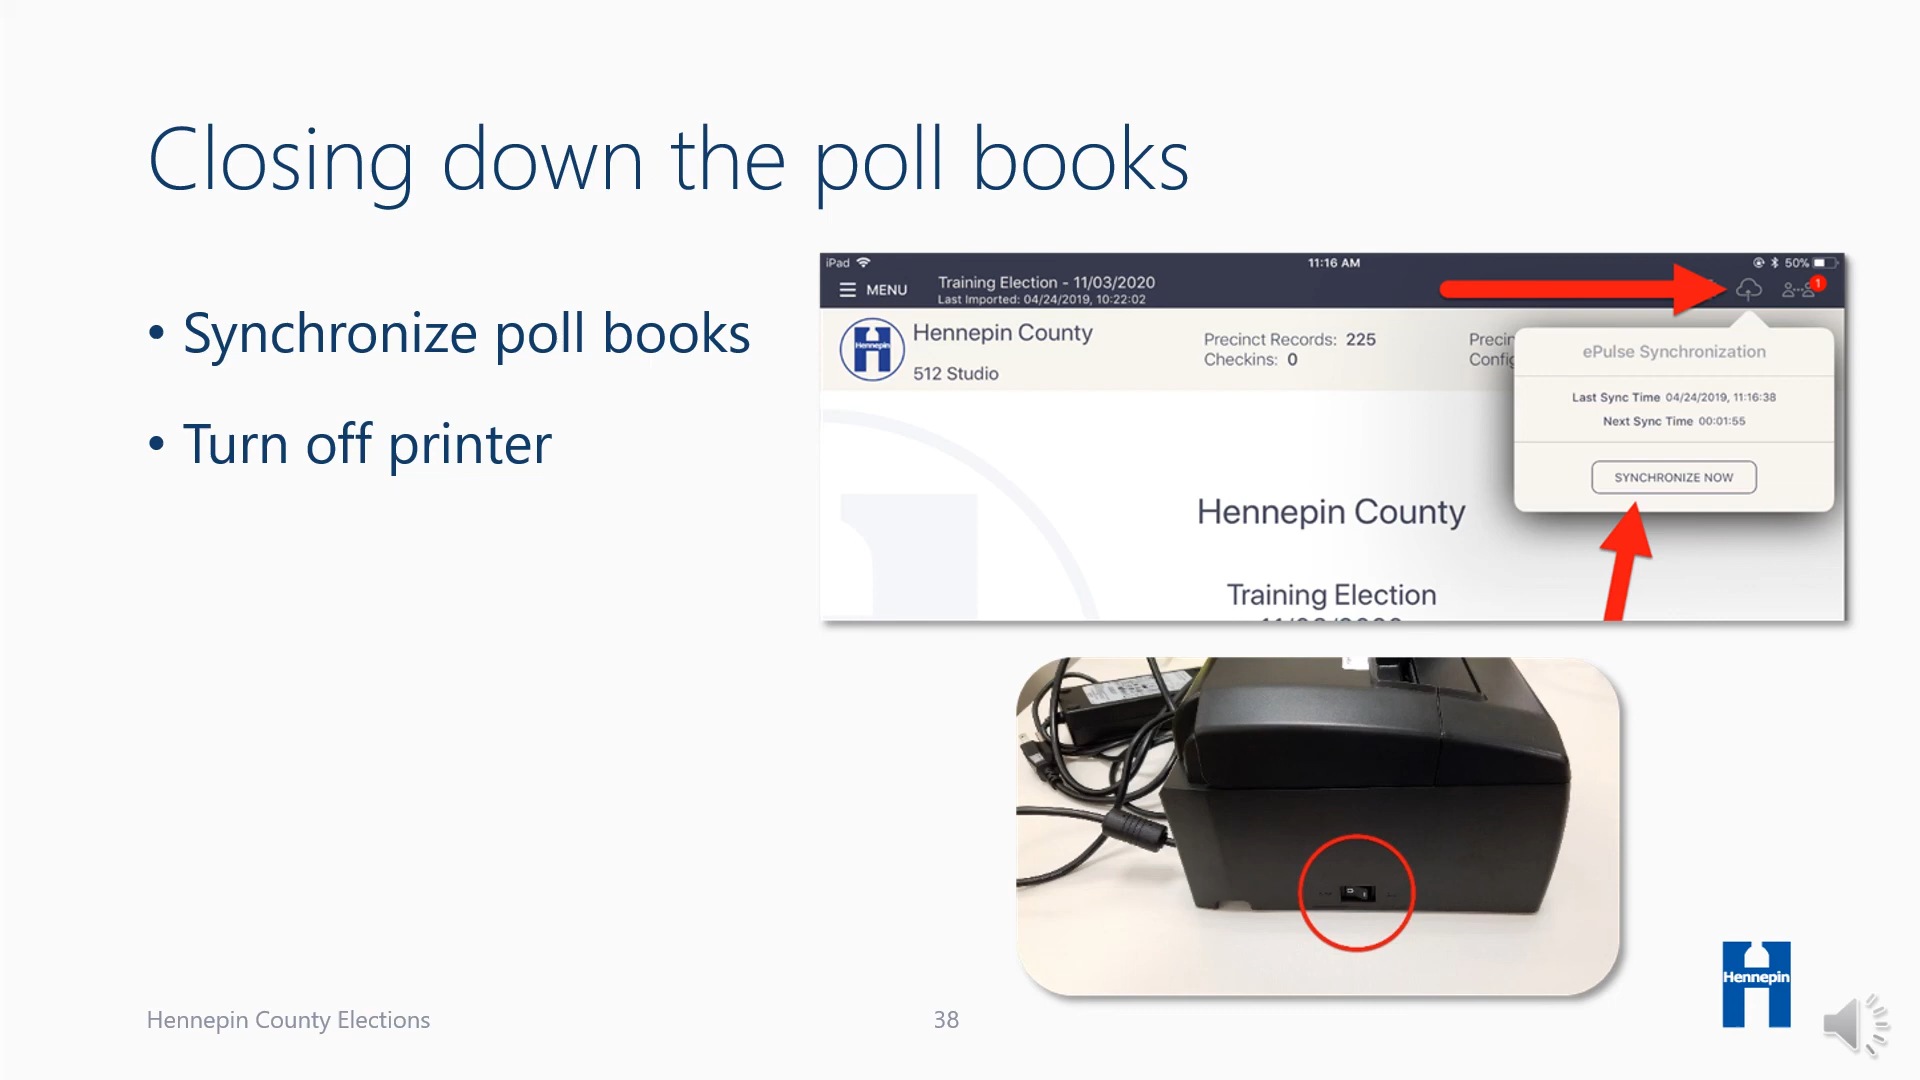 Closing down the poll books
• Synchronize poll books
• Turn off printer
iPad
11:16 AM
50%
MENU
Training Election - 11/03/2020
Last Imported: 04/24/2019, 10:22:02
1
Hennepin
Hennepin County
512 Studio
Precinct Records: 225
Checkins: 0
Precin
Config
ePulse Synchronization
Last Sync Time 04/24/2019, 11:16:38
Next Sync Time 00:01:55
SYNCHRONIZE NOW
Hennepin County
Training Election
Hennepin
Hennepin County Elections
38